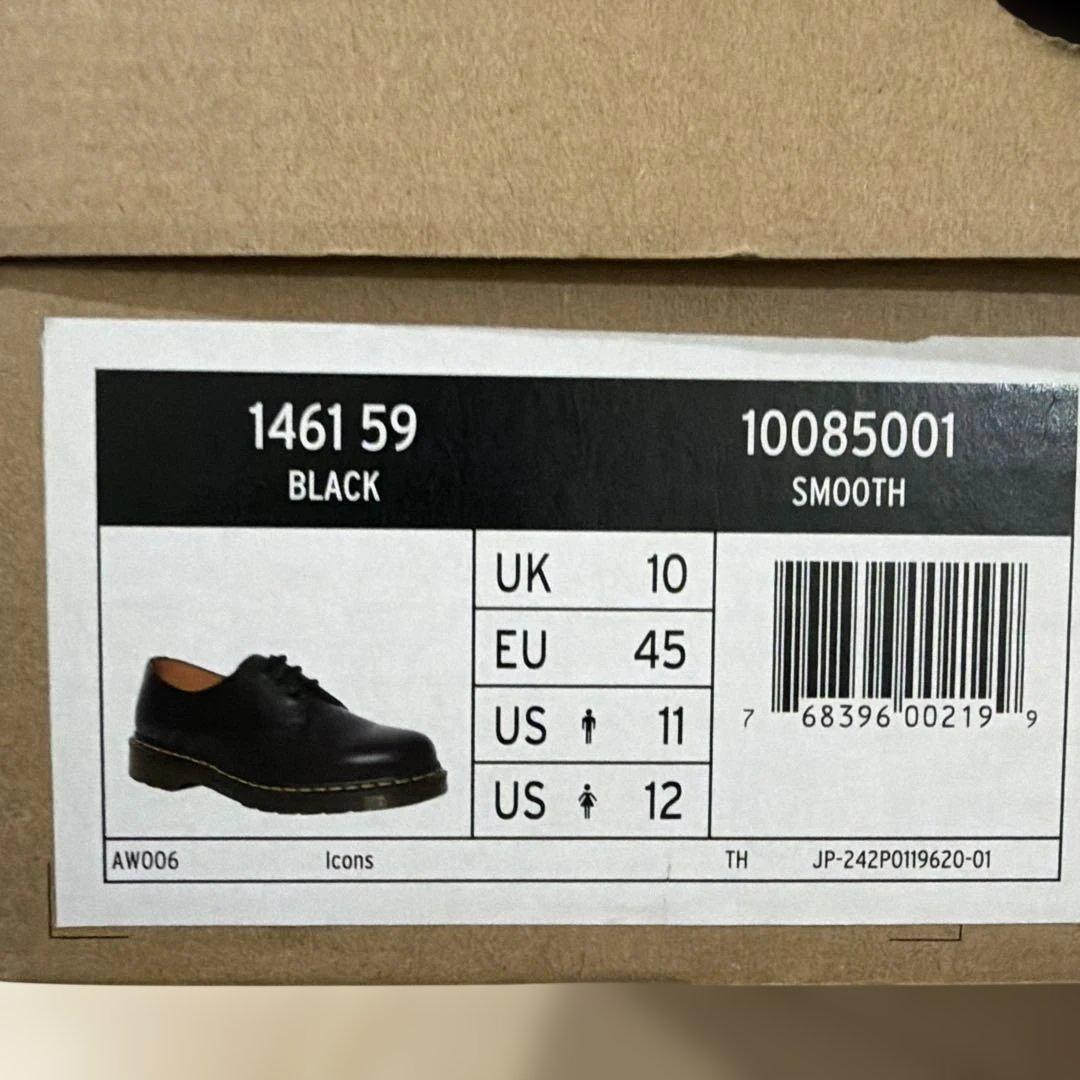 1461 59
BLACK
10085001
SMOOTH
UK 10
EU 45
US 11
US 12
7 68396 00219 9
AW006 Icons TH JP-242P0119620-01